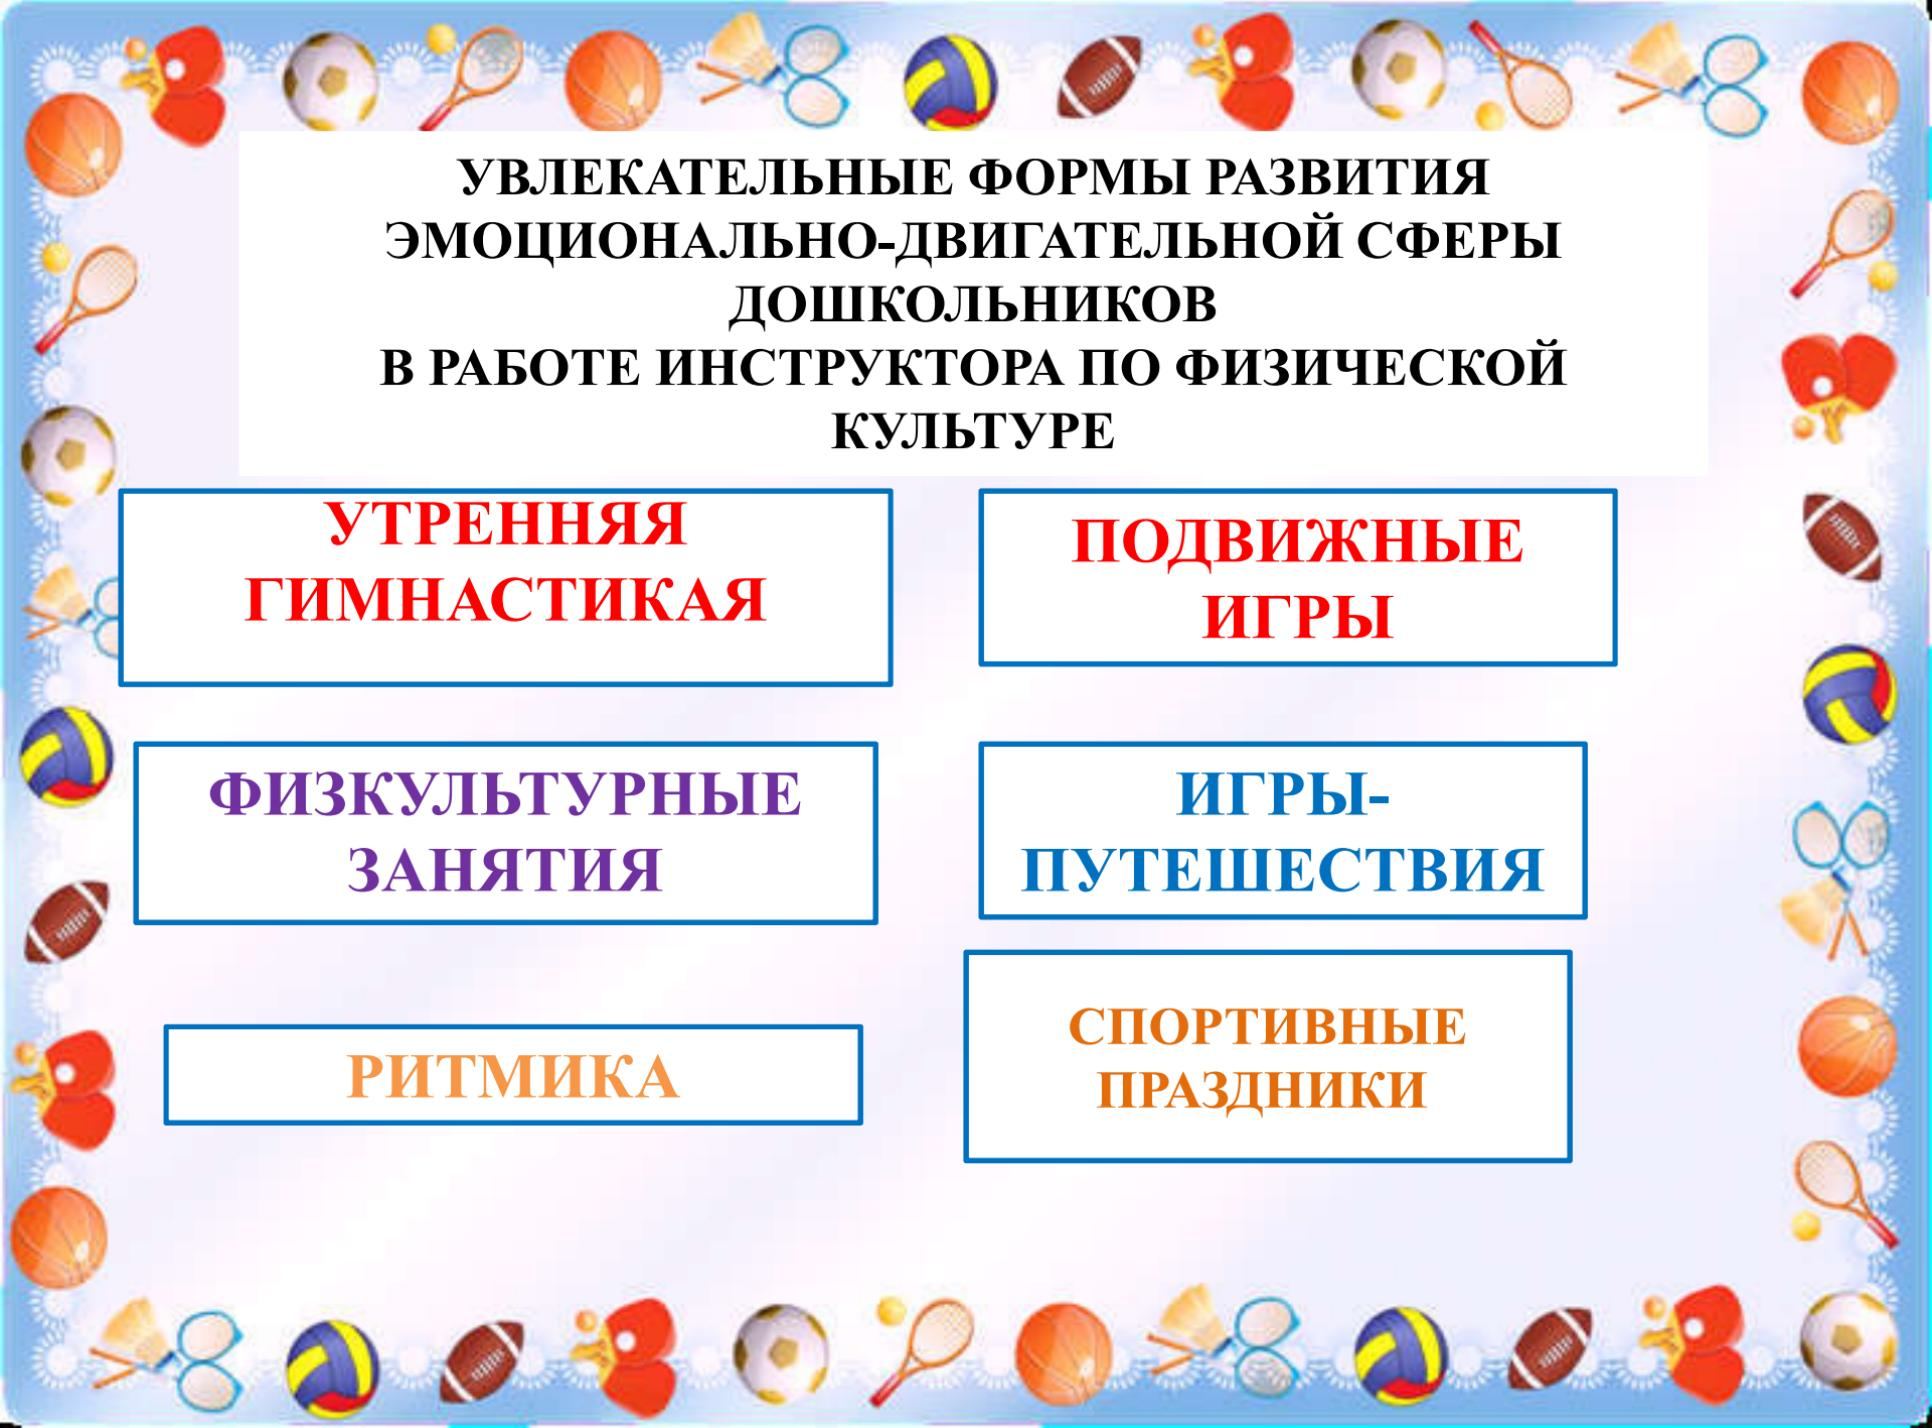 УВЛЕКАТЕЛЬНЫЕ ФОРМЫ РАЗВИТИЯ
ЭМОЦИОНАЛЬНО-ДВИГАТЕЛЬНОЙ СФЕРЫ
ДОШКОЛЬНИКОВ
В РАБОТЕ ИНСТРУКТОРА ПО ФИЗИЧЕСКОЙ
КУЛЬТУРЕ
УТРЕННЯЯ
ГИМНАСТИКАЯ
ПОДВИЖНЫЕ
ИГРЫ
ФИЗКУЛЬТУРНЫЕ
ЗАНЯТИЯ
ИГРЫ-
ПУТЕШЕСТВИЯ
РИТМИКА
СПОРТИВНЫЕ
ПРАЗДНИКИ